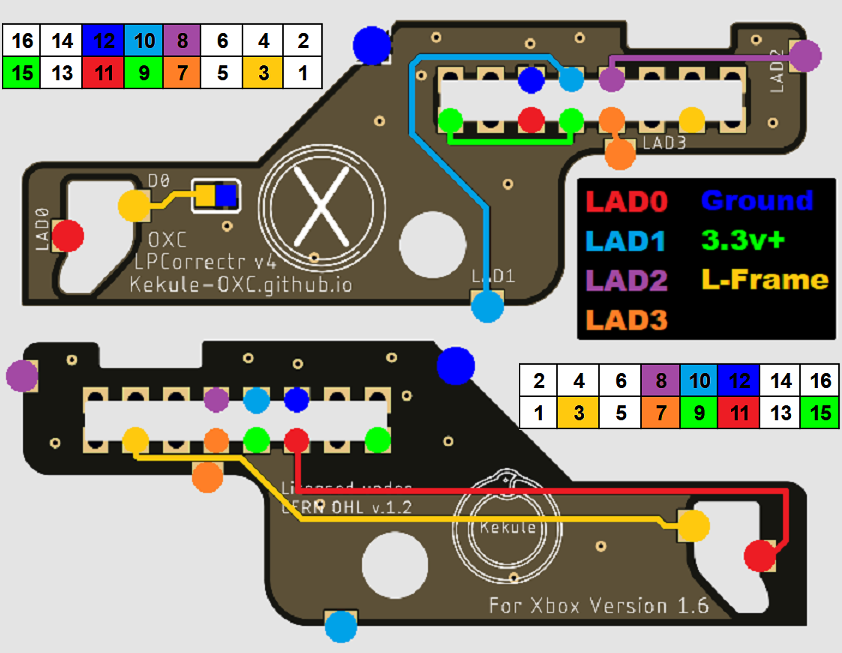 16 14 12 10 8 6 4 2
15 13 11 9 7 5 3 1
LAD2
LAD3
D0
LAD0
OXC
LPCorrectr v4
Kekule-OXC.github.io
LAD1
LAD0 Ground
LAD1 3.3v+
LAD2 L-Frame
LAD3
2 4 6 8 10 12 14 16
1 3 5 7 9 11 13 15
Licensed under
CERN OHL v.1.2
Kekule
For Xbox Version 1.6